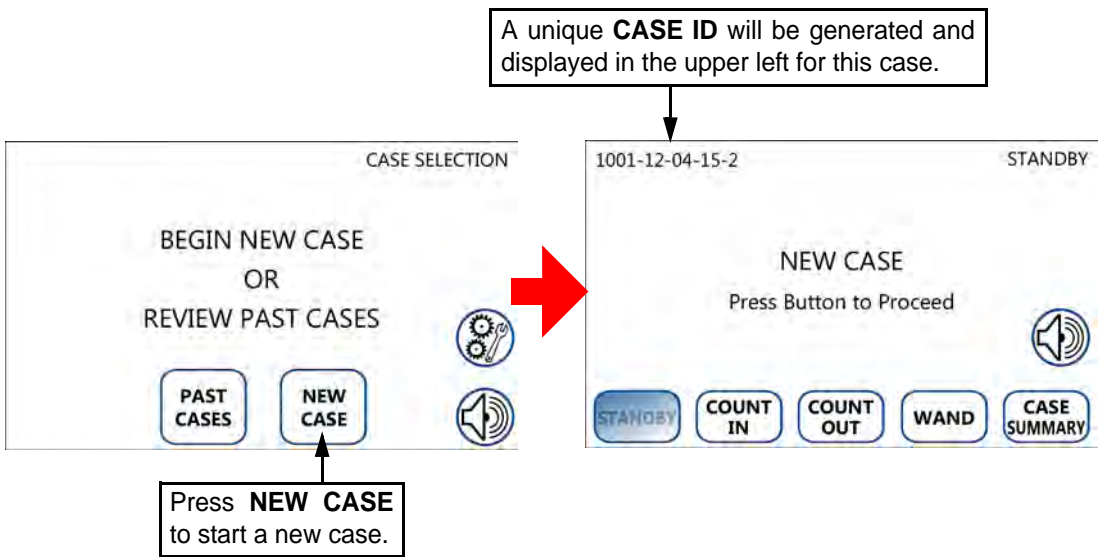 A unique CASE ID will be generated and
displayed in the upper left for this case.
CASE SELECTION
BEGIN NEW CASE
OR
REVIEW PAST CASES
PAST
CASES
NEW
CASE
Press NEW CASE
to start a new case.
1001-12-04-15-2
STANDBY
NEW CASE
Press Button to Proceed
STANDBY
COUNT
IN
COUNT
OUT
WAND
CASE
SUMMARY